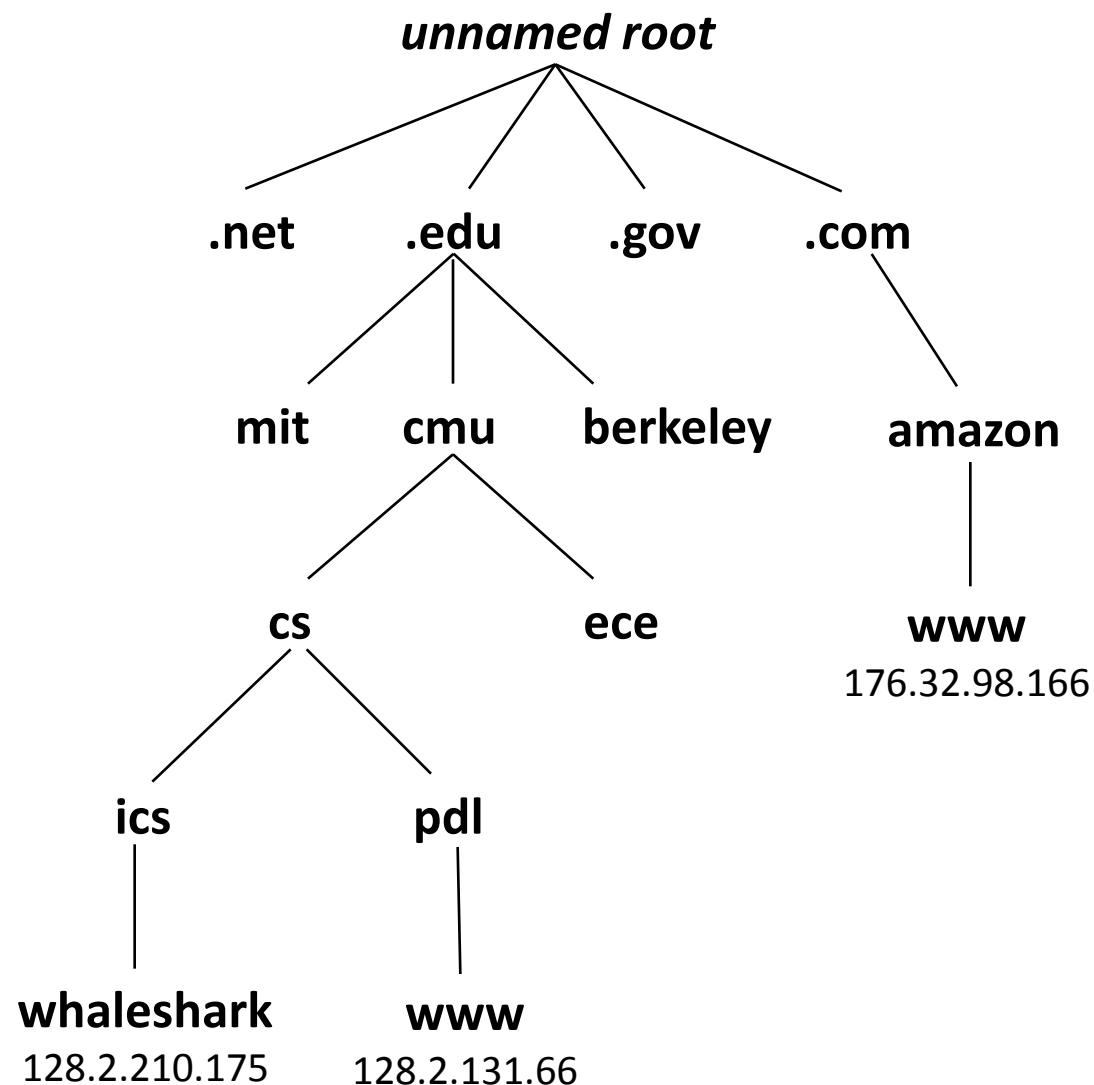 unnamed root
.net .edu .gov .com
mit cmu berkeley amazon
cs ece www
176.32.98.166
ics pdl
whaleshark www
128.2.210.175 128.2.131.66